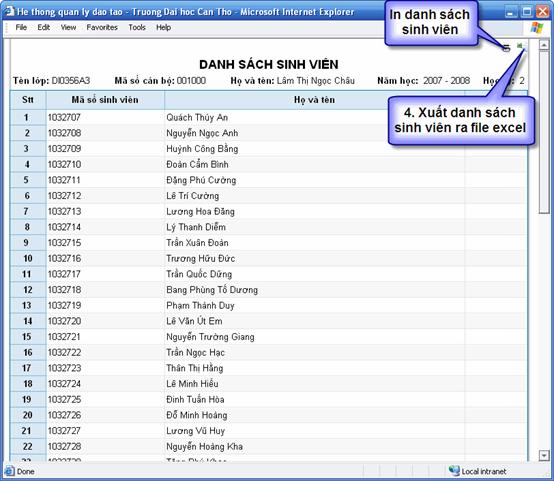 He thong quan ly dao tao - Truong Dai hoc Can Tho - Microsoft Internet Explorer
File Edit View Favorites Tools Help
In danh sách
sinh viên
DANH SÁCH SINH VIÊN
Tên lớp: DI0356A3 Mã số cán bộ: 001000 Họ và tên: Lâm Thị Ngọc Châu Năm học: 2007 - 2008 Học 2
4. Xuất danh sách
sinh viên ra file excel
Stt Mã số sinh viên Họ và tên
1 1032707 Quách Thúy An
2 1032708 Nguyễn Ngọc Anh
3 1032709 Huỳnh Công Bằng
4 1032710 Đoàn Cẩm Bình
5 1032711 Đặng Phú Cường
6 1032712 Lê Trí Cường
7 1032713 Lương Hoa Đăng
8 1032714 Lý Thanh Diễm
9 1032715 Trần Xuân Đoàn
10 1032716 Trương Hữu Đức
11 1032717 Trần Quốc Dũng
12 1032718 Bang Phùng Tố Dương
13 1032719 Phạm Thánh Duy
14 1032720 Lê Văn Út Em
15 1032721 Nguyễn Trường Giang
16 1032722 Trần Ngọc Hạc
17 1032723 Thân Thị Hằng
18 1032724 Lê Minh Hiếu
19 1032725 Đinh Tuấn Hòa
20 1032726 Đỗ Minh Hoàng
21 1032727 Lương Vũ Huy
22 1032728 Nguyễn Hoàng Kha
Done Local intranet